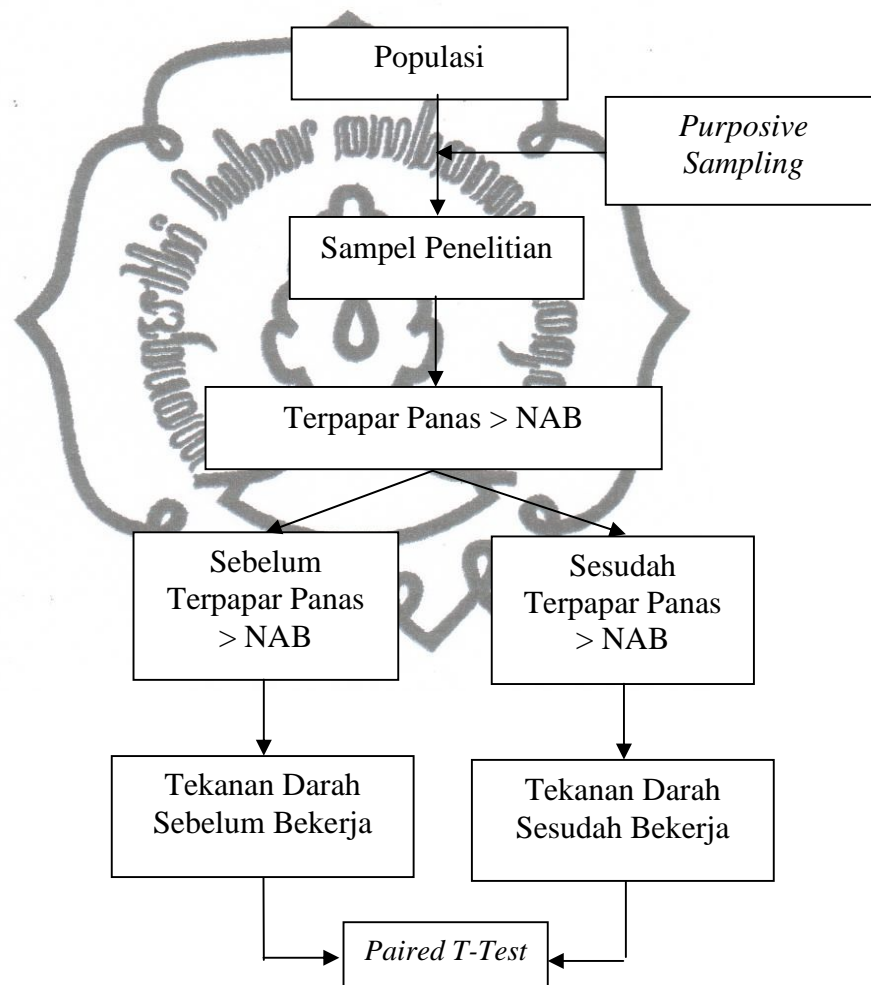 Populasi
Purposive
Sampling
Sampel Penelitian
Terpapar Panas > NAB
Sebelum
Terpapar Panas
> NAB
Sesudah
Terpapar Panas
> NAB
Tekanan Darah
Sebelum Bekerja
Tekanan Darah
Sesudah Bekerja
Paired T-Test